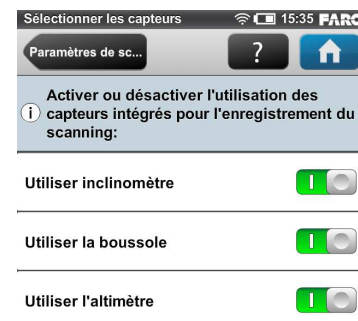 Sélectionner les capteurs 15:35 FARO
Paramètres de sc...
?
Activer ou désactiver l'utilisation des
i capteurs intégrés pour l'enregistrement du
scanning:
Utiliser inclinomètre
Utiliser la boussole
Utiliser l'altimètre